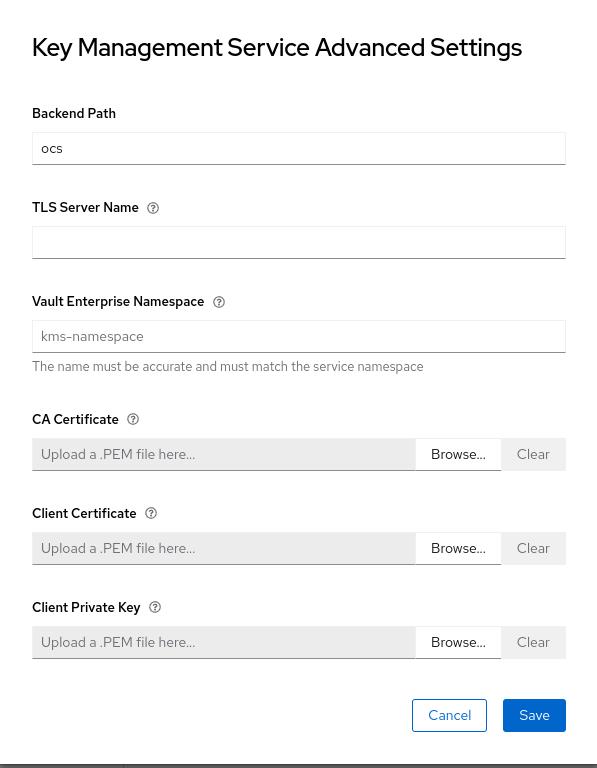 Key Management Service Advanced Settings
Backend Path
ocs
TLS Server Name
Vault Enterprise Namespace
kms-namespace
The name must be accurate and must match the service namespace
CA Certificate
Upload a .PEM file here... Browse... Clear
Client Certificate
Upload a .PEM file here... Browse... Clear
Client Private Key
Upload a .PEM file here... Browse... Clear
Cancel Save